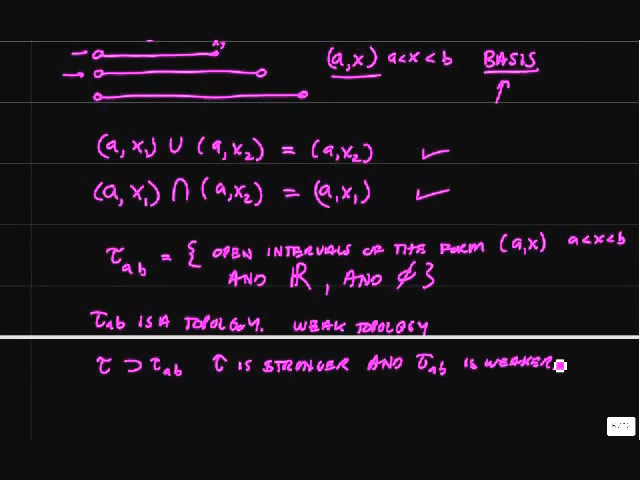 (a,x) a<x<b BASIS
(a,x₁) ∪ (a,x₂) = (a,x₂) ✓
(a,x₁) ∩ (a,x₂) = (a,x₁) ✓
τab = { OPEN INTERVALS OF THE FORM (a,x) a<x<b
AND ℝ, AND ∅}
τab IS A TOPOLOGY. WEAK TOPOLOGY
τ ⊃ τab τ IS STRONGER AND τab IS WEAKER